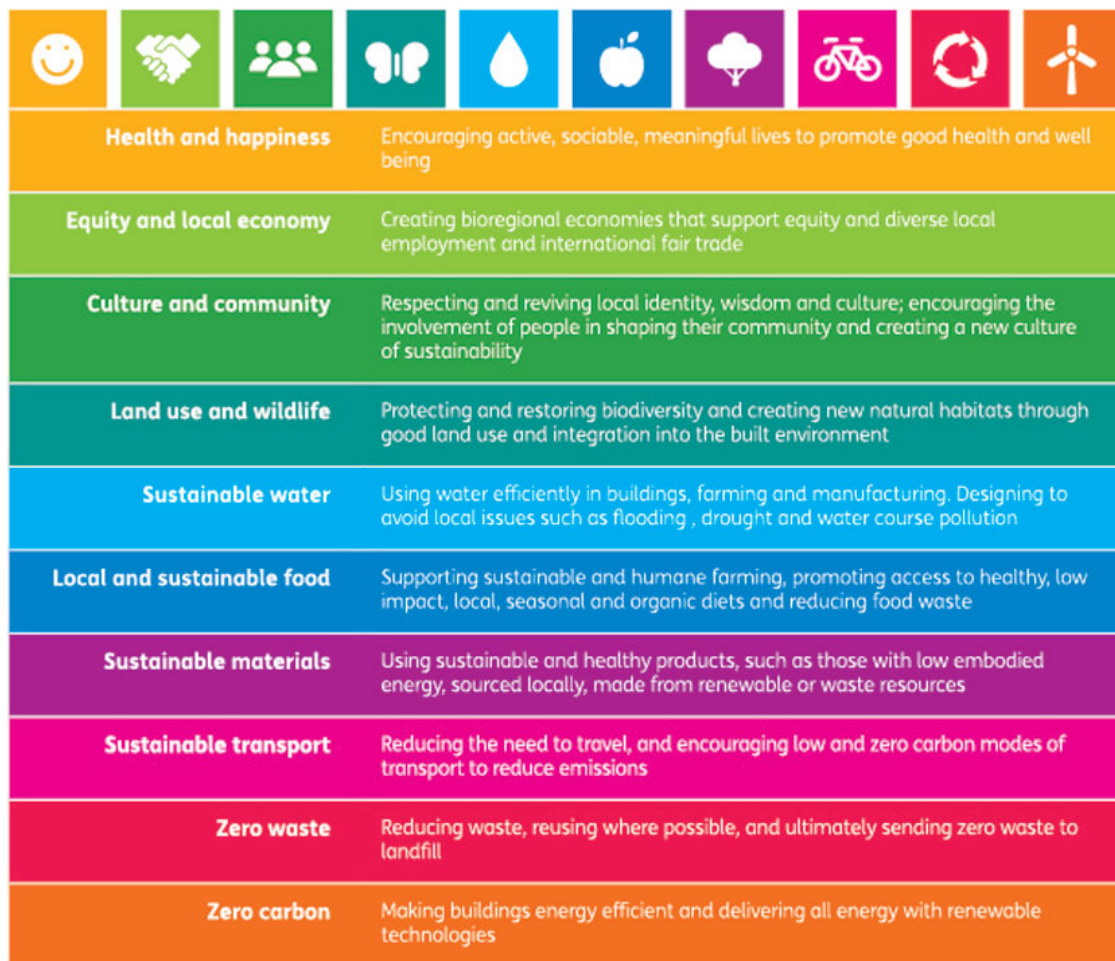 Health and happiness
Encouraging active, sociable, meaningful lives to promote good health and well
being
Equity and local economy
Creating bioregional economies that support equity and diverse local
employment and international fair trade
Culture and community
Respecting and reviving local identity, wisdom and culture; encouraging the
involvement of people in shaping their community and creating a new culture
of sustainability
Land use and wildlife
Protecting and restoring biodiversity and creating new natural habitats through
good land use and integration into the built environment
Sustainable water
Using water efficiently in buildings, farming and manufacturing. Designing to
avoid local issues such as flooding , drought and water course pollution
Local and sustainable food
Supporting sustainable and humane farming, promoting access to healthy, low
impact, local, seasonal and organic diets and reducing food waste
Sustainable materials
Using sustainable and healthy products, such as those with low embodied
energy, sourced locally, made from renewable or waste resources
Sustainable transport
Reducing the need to travel, and encouraging low and zero carbon modes of
transport to reduce emissions
Zero waste
Reducing waste, reusing where possible, and ultimately sending zero waste to
landfill
Zero carbon
Making buildings energy efficient and delivering all energy with renewable
technologies